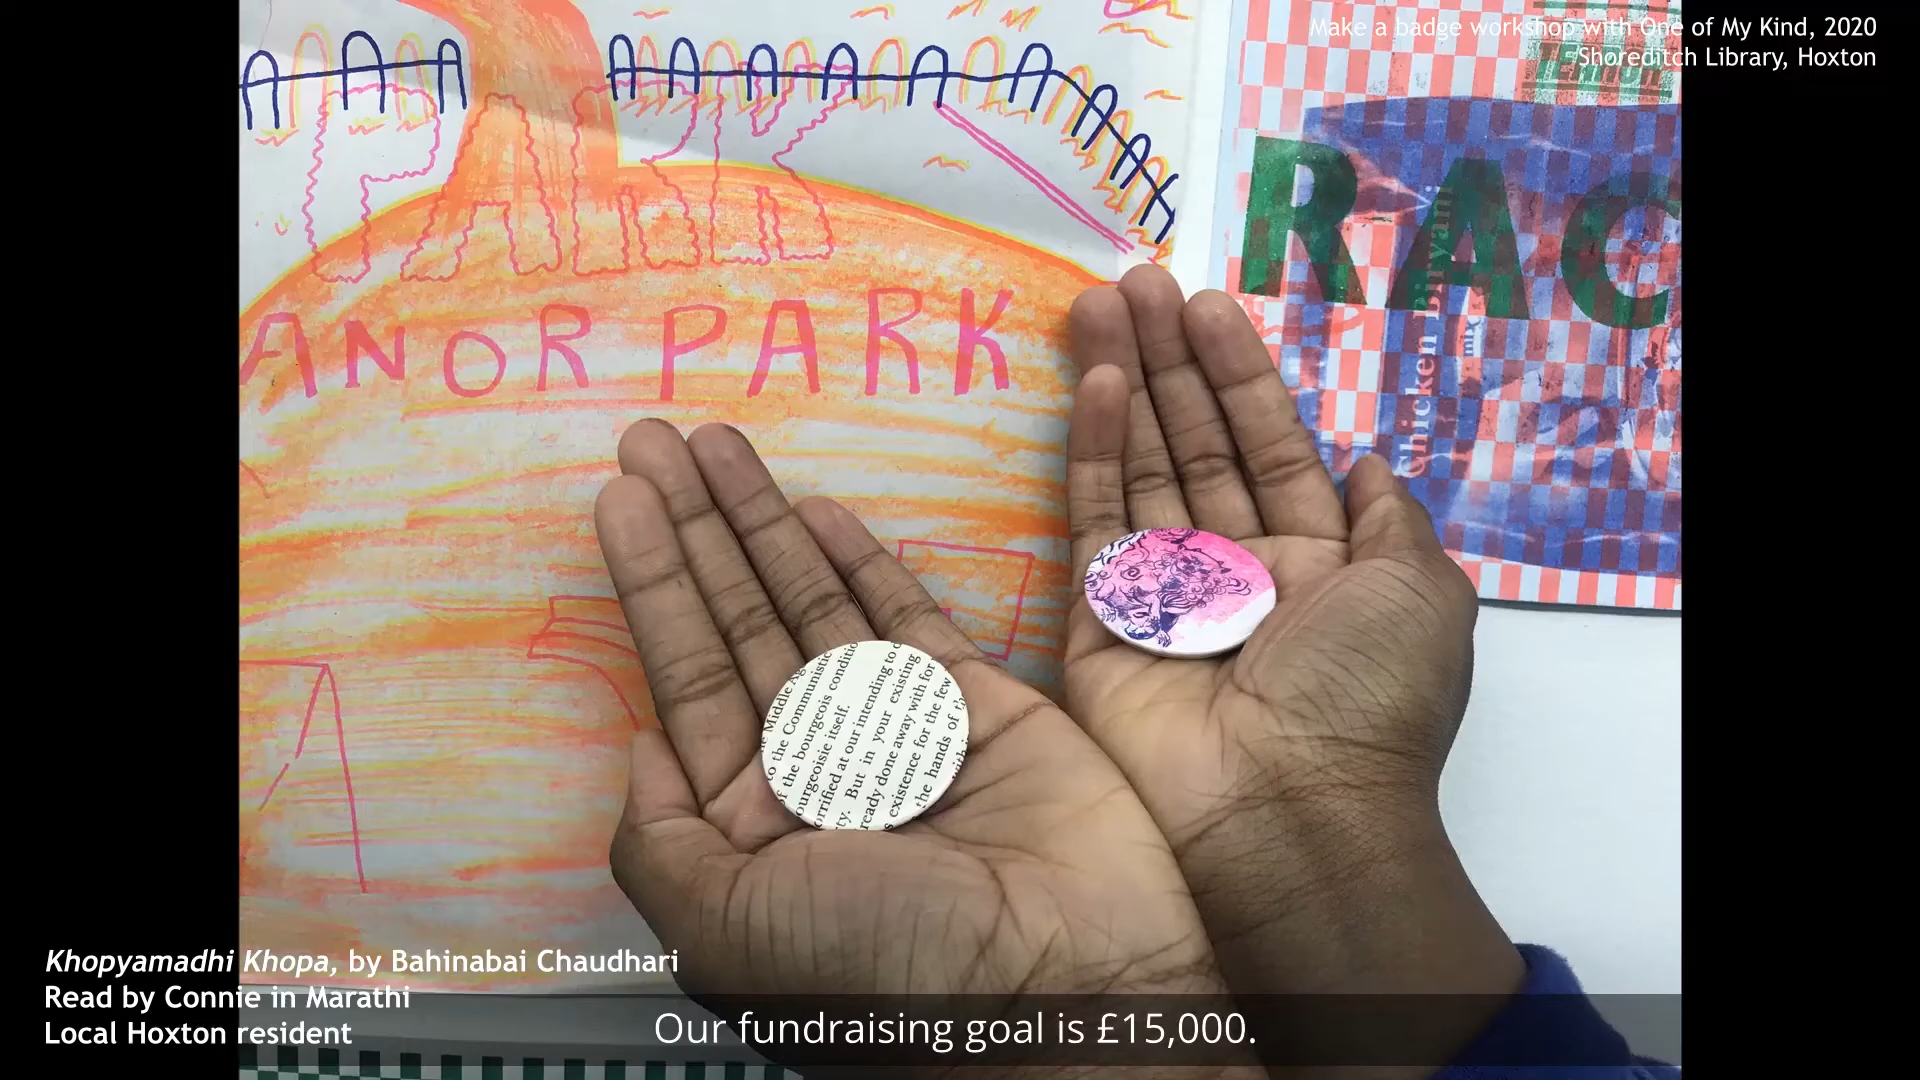 Make a badge workshop with One of My Kind, 2020
Shoreditch Library, Hoxton
PARK
ANOR PARK
RAC
Chicken Biryani
mix
Middle Ag
to the Communistic
of the bourgeois conditio
ourgeoisie itself.
orrified at our intending to
ty. But in your existing
ready done away with for
s existence for the few
the hands of
Khopyamadhi Khopa, by Bahinabai Chaudhari
Read by Connie in Marathi
Local Hoxton resident
Our fundraising goal is £15,000.